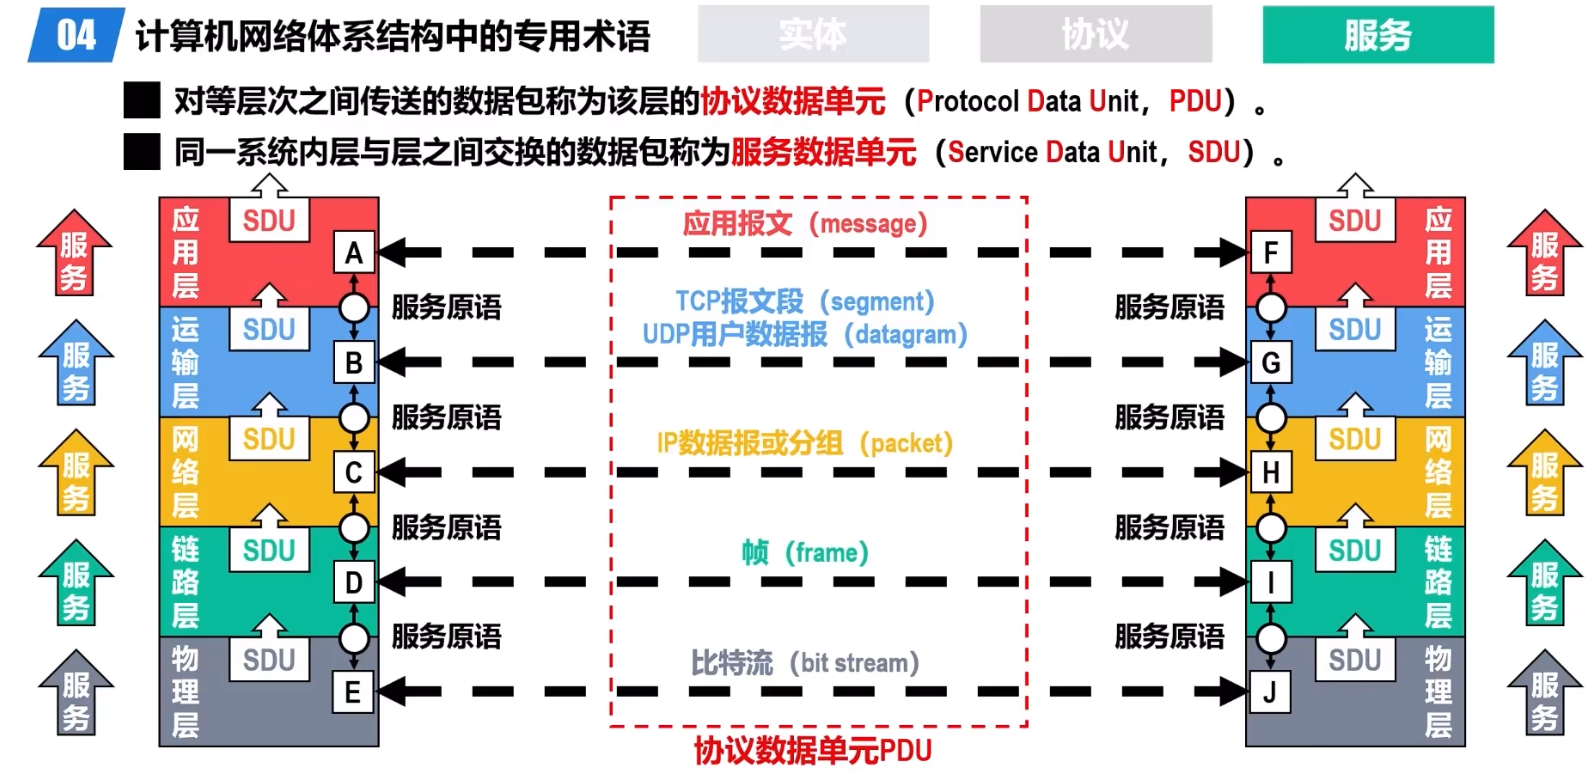 04 计算机网络体系结构中的专用术语 实体 协议 服务
对等层次之间传送的数据包称为该层的协议数据单元（Protocol Data Unit，PDU）。
同一系统内层与层之间交换的数据包称为服务数据单元（Service Data Unit，SDU）。
服务 应用层 SDU A 应用报文（message） F SDU 应用层 服务
服务原语 服务原语
服务 运输层 SDU B TCP报文段（segment） G SDU 运输层 服务
UDP用户数据报（datagram）
服务原语 服务原语
服务 网络层 SDU C IP数据报或分组（packet） H SDU 网络层 服务
服务原语 服务原语
服务 链路层 SDU D 帧（frame） I SDU 链路层 服务
服务原语 服务原语
服务 物理层 SDU E 比特流（bit stream） J SDU 物理层 服务
协议数据单元PDU